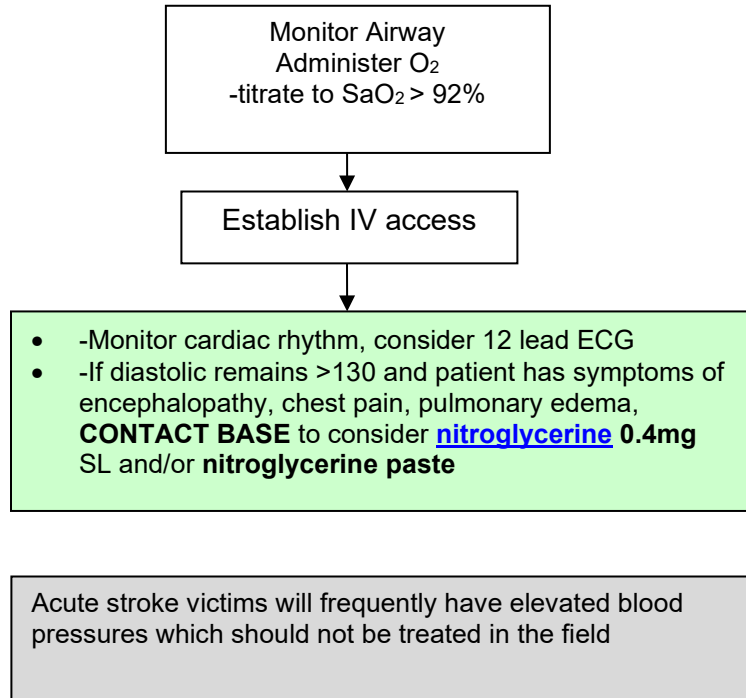 Monitor Airway
Administer O₂
-titrate to SaO₂ > 92%
Establish IV access
• -Monitor cardiac rhythm, consider 12 lead ECG
• -If diastolic remains >130 and patient has symptoms of
encephalopathy, chest pain, pulmonary edema,
CONTACT BASE to consider nitroglycerine 0.4mg
SL and/or nitroglycerine paste
Acute stroke victims will frequently have elevated blood
pressures which should not be treated in the field